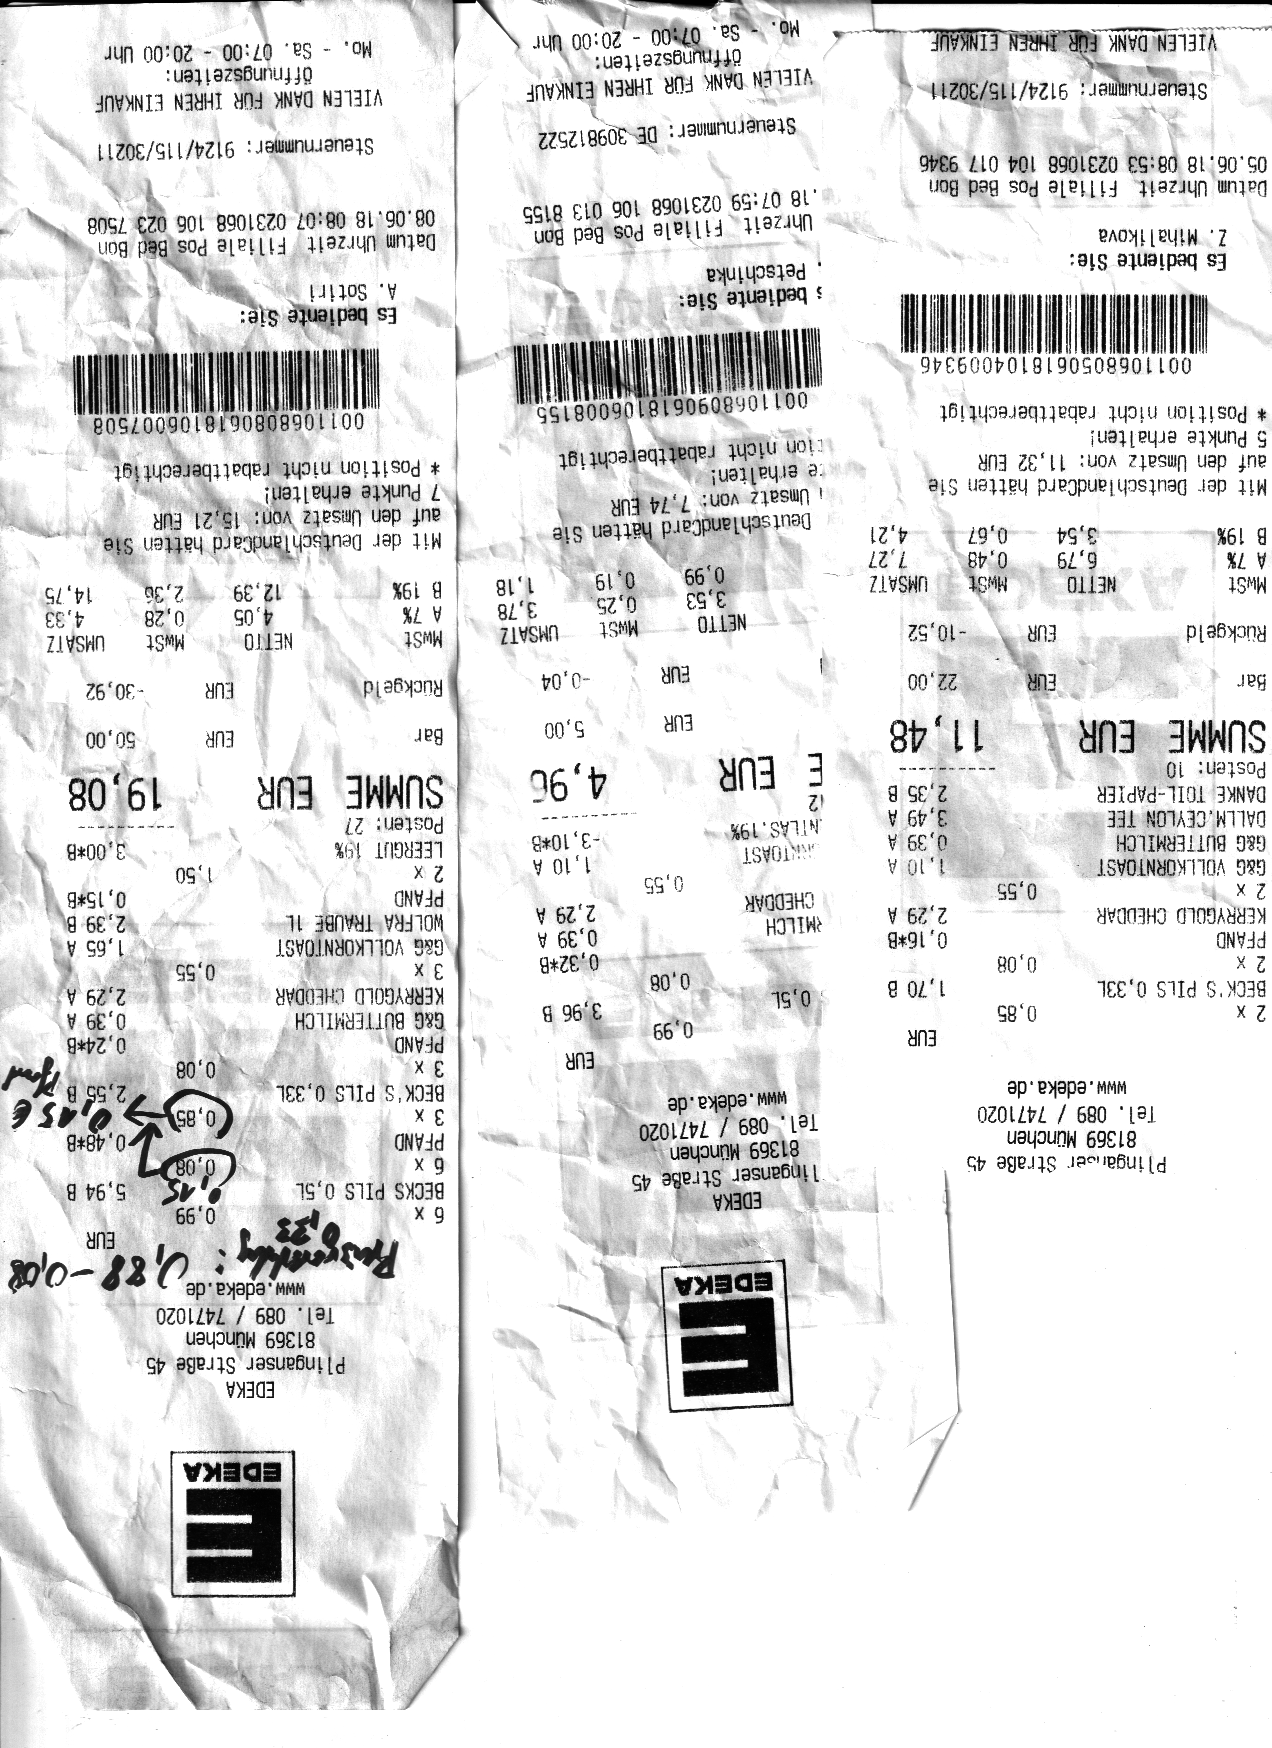 EDEKA
EDEKA
Plinganser Straße 45
81369 München
Tel. 089 / 7471020
www.edeka.de
0,88 - 0,08
0,33
EUR
6 x 0,99
BECKS PILS 0,5L 5,94 B
0,15
6 x 0,08
PFAND 0,48*B
3 x 0,85
0,15 €
BECK'S PILS 0,33L 2,55 B
3 x 0,08
PFAND 0,24*B
G&G BUTTERMILCH 0,39 A
KERRYGOLD CHEDDAR 2,29 A
3 x 0,55
G&G VOLLKORNTOAST 1,65 A
WOLFRA TRAUBE 1L 2,39 B
PFAND 0,15*B
2 x 1,50
LEERGUT 19% 3,00*B
Posten: 27
----------
SUMME EUR 19,08
Bar EUR 50,00
Rückgeld EUR -30,92
MwSt NETTO MwSt UMSATZ
A 7% 4,05 0,28 4,33
B 19% 12,39 2,36 14,75
Mit der DeutschlandCard hätten Sie
auf den Umsatz von: 15,21 EUR
7 Punkte erhalten!
* Position nicht rabattberechtigt
0011068080618106007508
Es bediente Sie:
A. Sotiri
Datum Uhrzeit Filiale Pos Bed Bon
08.06.18 08:07 0231068 106 023 7508
Steuernummer: 9124/115/30211
VIELEN DANK FÜR IHREN EINKAUF
Öffnungszeiten:
Mo. - Sa. 07:00 - 20:00 Uhr
EDEKA
EDEKA
linganser Straße 45
81369 München
Tel. 089 / 7471020
www.edeka.de
EUR
0,99
0,5L 3,96 B
0,08
0,32*B
RMILCH 0,39 A
CHEDDAR 2,29 A
0,55
RNTOAST 1,10 A
NTLAS.19% -3,10*B
12
----------
E EUR 4,96
EUR 5,00
EUR -0,04
NETTO MwSt UMSATZ
3,53 0,25 3,78
0,99 0,19 1,18
DeutschlandCard hätten Sie
Umsatz von: 7,74 EUR
te erhalten!
tion nicht rabattberechtigt
0011068090618106008155
s bediente Sie:
. Petschinka
Uhrzeit Filiale Pos Bed Bon
.18 07:59 0231068 106 013 8155
Steuernummer: DE 309812522
VIELEN DANK FÜR IHREN EINKAUF
Öffnungszeiten:
Mo. - Sa. 07:00 - 20:00 Uhr
Plinganser Straße 45
81369 München
Tel. 089 / 7471020
www.edeka.de
EUR
2 x 0,85
BECK'S PILS 0,33L 1,70 B
2 x 0,08
PFAND 0,16*B
KERRYGOLD CHEDDAR 2,29 A
2 x 0,55
G&G VOLLKORNTOAST 1,10 A
G&G BUTTERMILCH 0,39 A
DALLM.CEYLON TEE 3,49 A
DANKE TOIL-PAPIER 2,35 B
Posten: 10
----------
SUMME EUR 11,48
Bar EUR 22,00
Rückgeld EUR -10,52
MwSt NETTO MwSt UMSATZ
A 7% 6,79 0,48 7,27
B 19% 3,54 0,67 4,21
Mit der DeutschlandCard hätten Sie
auf den Umsatz von: 11,32 EUR
5 Punkte erhalten!
* Position nicht rabattberechtigt
0011068050618104009346
Es bediente Sie:
Z. Mihalikova
Datum Uhrzeit Filiale Pos Bed Bon
05.06.18 08:53 0231068 104 017 9346
Steuernummer: 9124/115/30211
VIELEN DANK FÜR IHREN EINKAUF